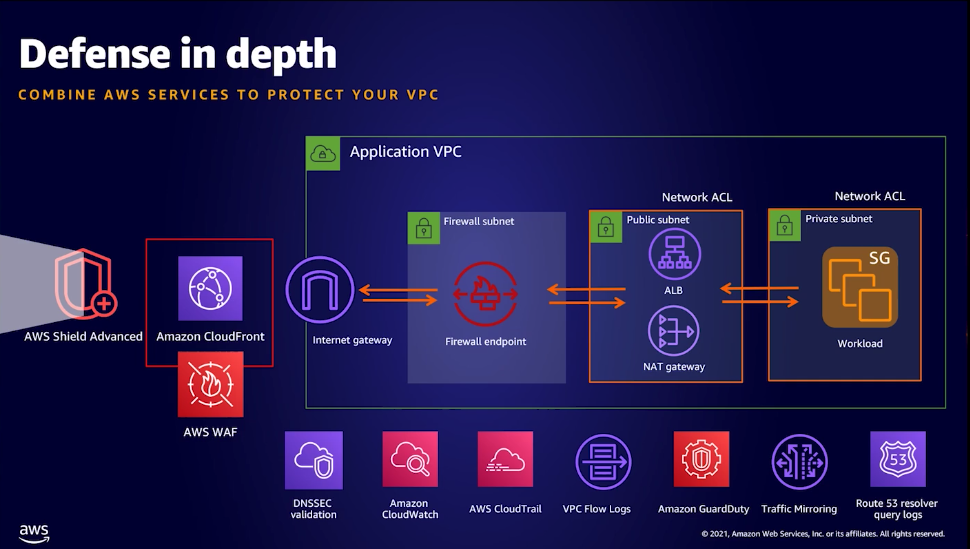 Defense in depth
COMBINE AWS SERVICES TO PROTECT YOUR VPC
Application VPC
Network ACL
Network ACL
Firewall subnet
Public subnet
Private subnet
SG
ALB
AWS Shield Advanced
Amazon CloudFront
Internet gateway
Firewall endpoint
Workload
NAT gateway
AWS WAF
53
DNSSEC
validation
Amazon
CloudWatch
AWS CloudTrail
VPC Flow Logs
Amazon GuardDuty
Traffic Mirroring
Route 53 resolver
query logs
aws
© 2021, Amazon Web Services, Inc. or its affiliates. All rights reserved.